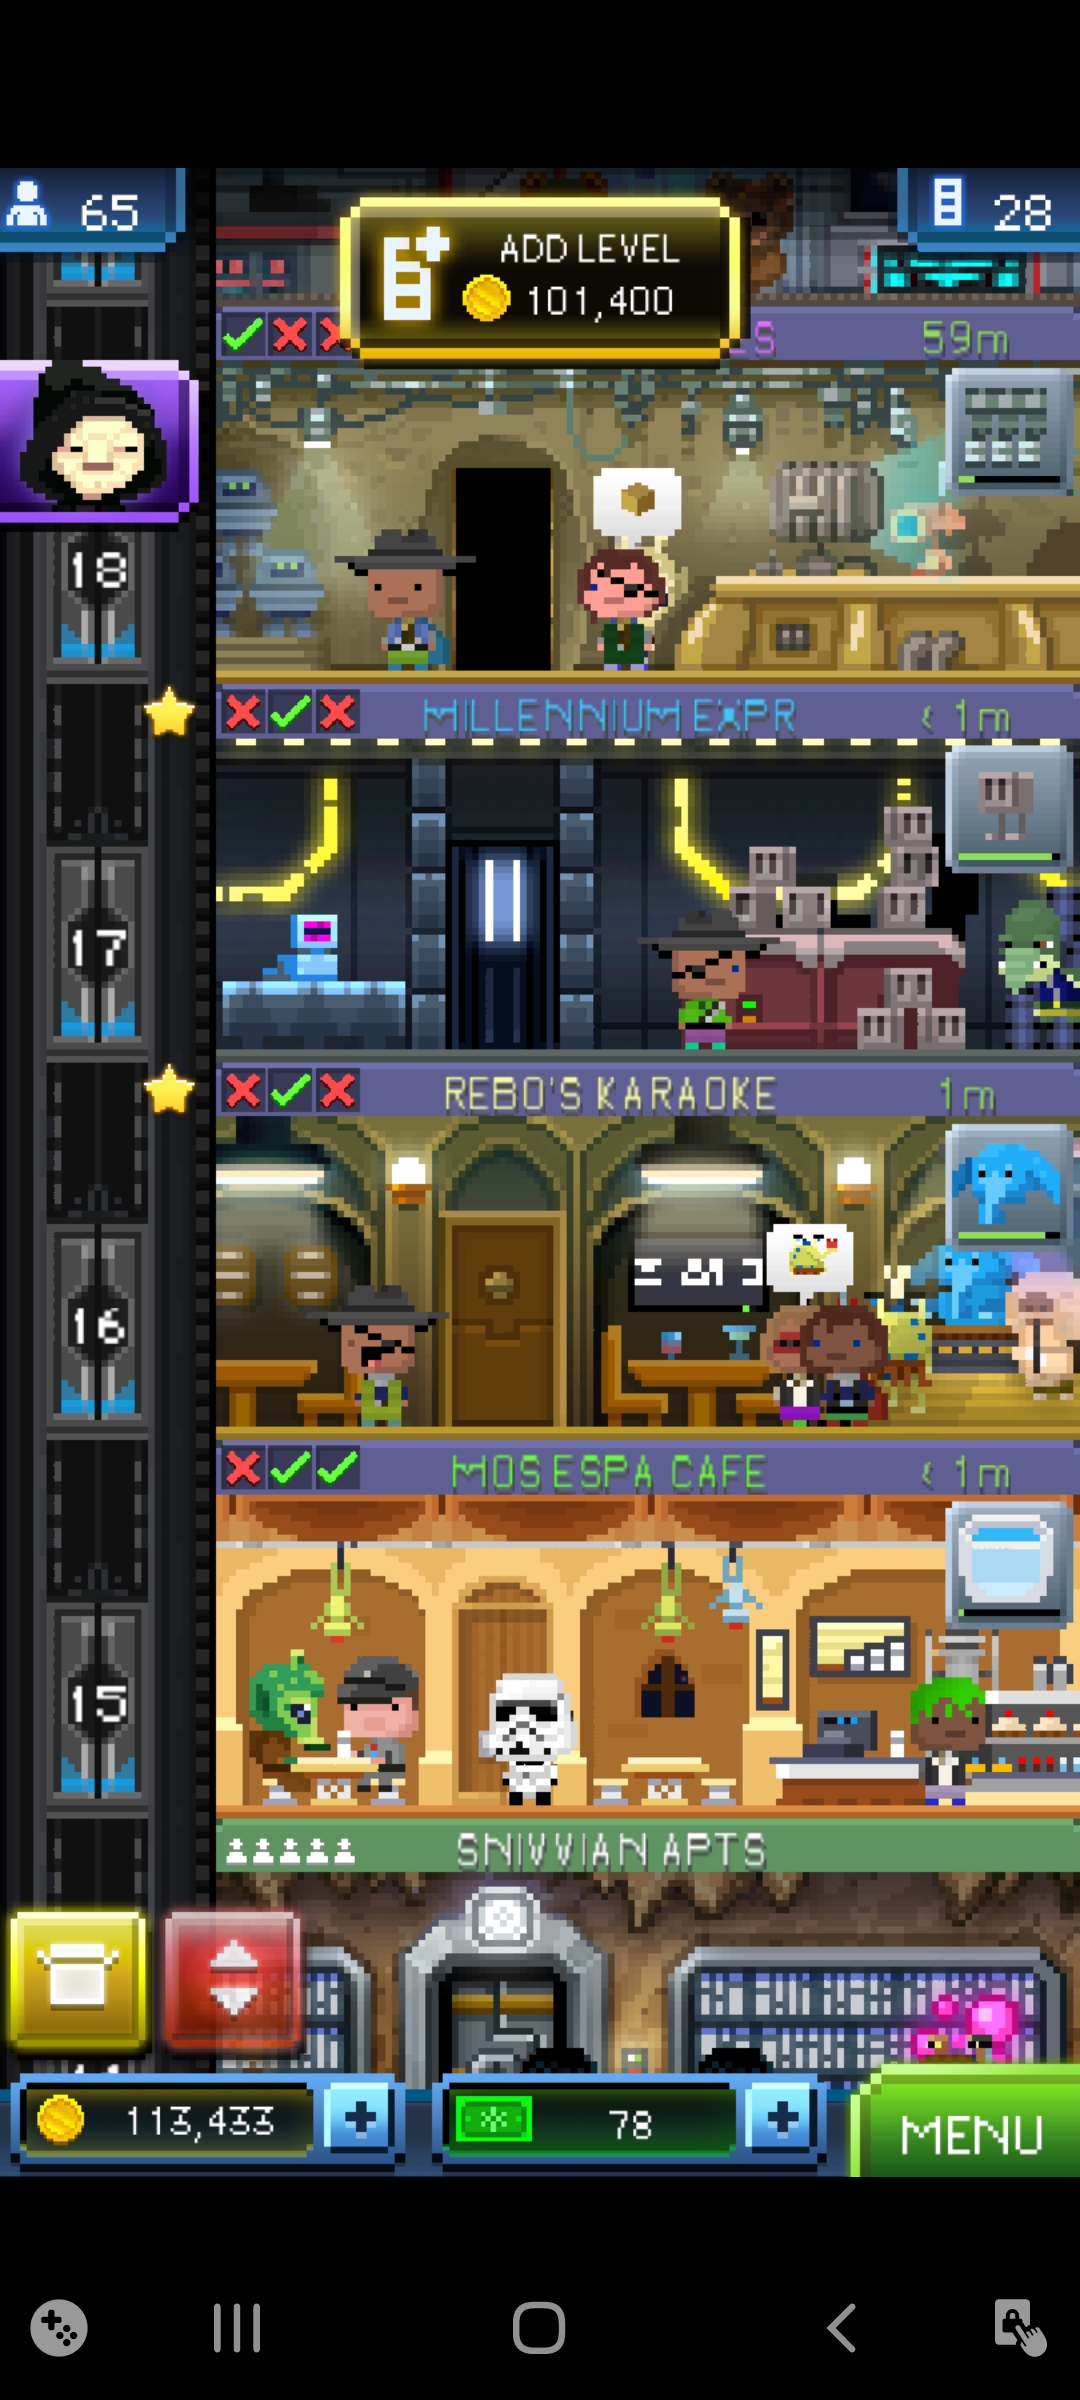 65
28
ADD LEVEL
101,400
59m
18
MILLENNIUM EXPR
< 1m
17
REBO'S KARAOKE
1m
16
MOS ESPA CAFE
< 1m
15
SNIVVIAN APTS
113,433
78
MENU